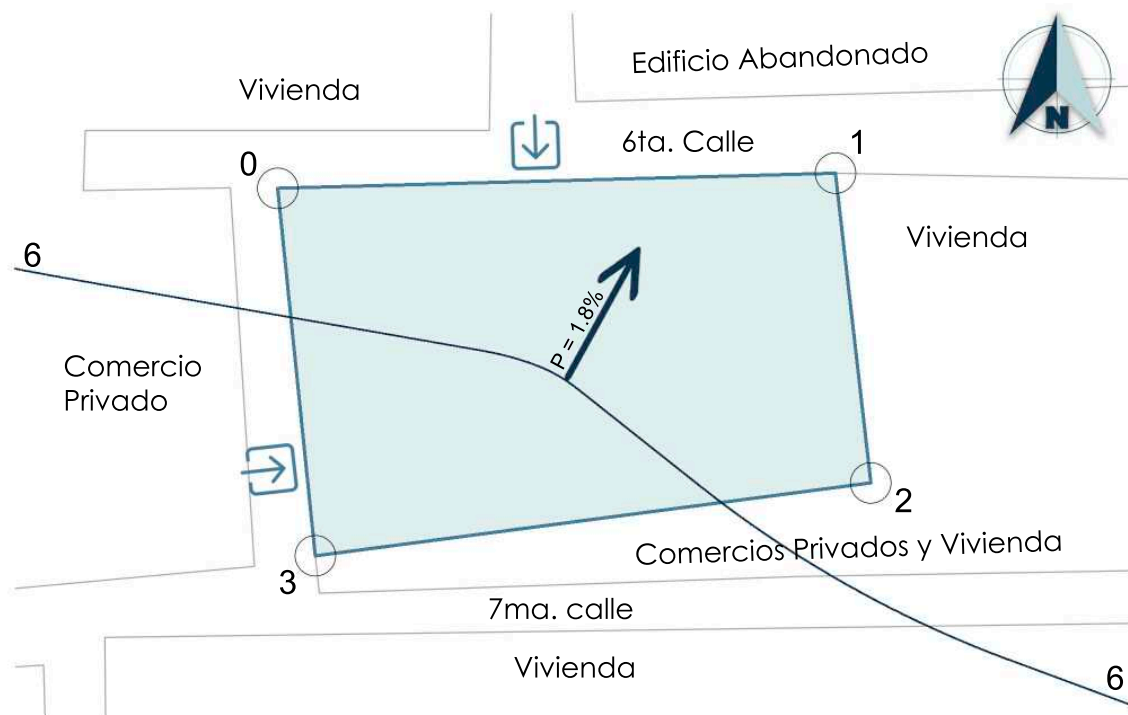 Edificio Abandonado
Vivienda
N
6ta. Calle
1
0
Vivienda
6
P = 1.8%
Comercio
Privado
2
Comercios Privados y Vivienda
3
7ma. calle
Vivienda
6